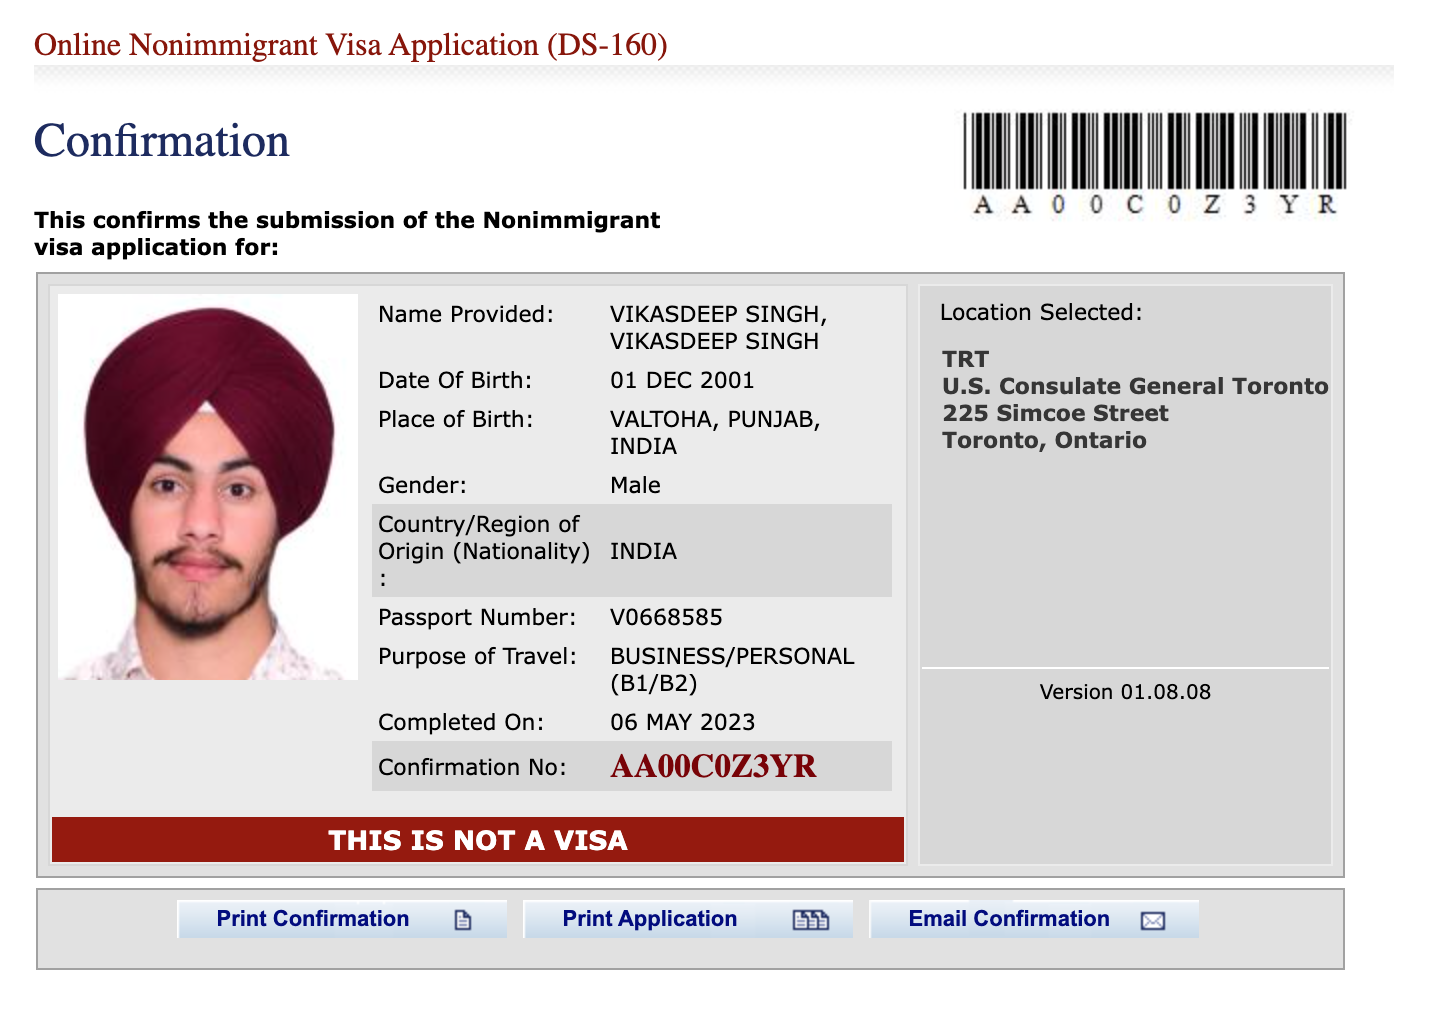 Online Nonimmigrant Visa Application (DS-160)
Confirmation
AA00C0Z3YR
This confirms the submission of the Nonimmigrant
visa application for:
Name Provided: VIKASDEEP SINGH,
VIKASDEEP SINGH
Date Of Birth: 01 DEC 2001
Place of Birth: VALTOHA, PUNJAB,
INDIA
Gender: Male
Country/Region of
Origin (Nationality) INDIA
:
Passport Number: V0668585
Purpose of Travel: BUSINESS/PERSONAL
(B1/B2)
Completed On: 06 MAY 2023
Confirmation No: AA00C0Z3YR
THIS IS NOT A VISA
Location Selected:
TRT
U.S. Consulate General Toronto
225 Simcoe Street
Toronto, Ontario
Version 01.08.08
Print Confirmation
Print Application
Email Confirmation